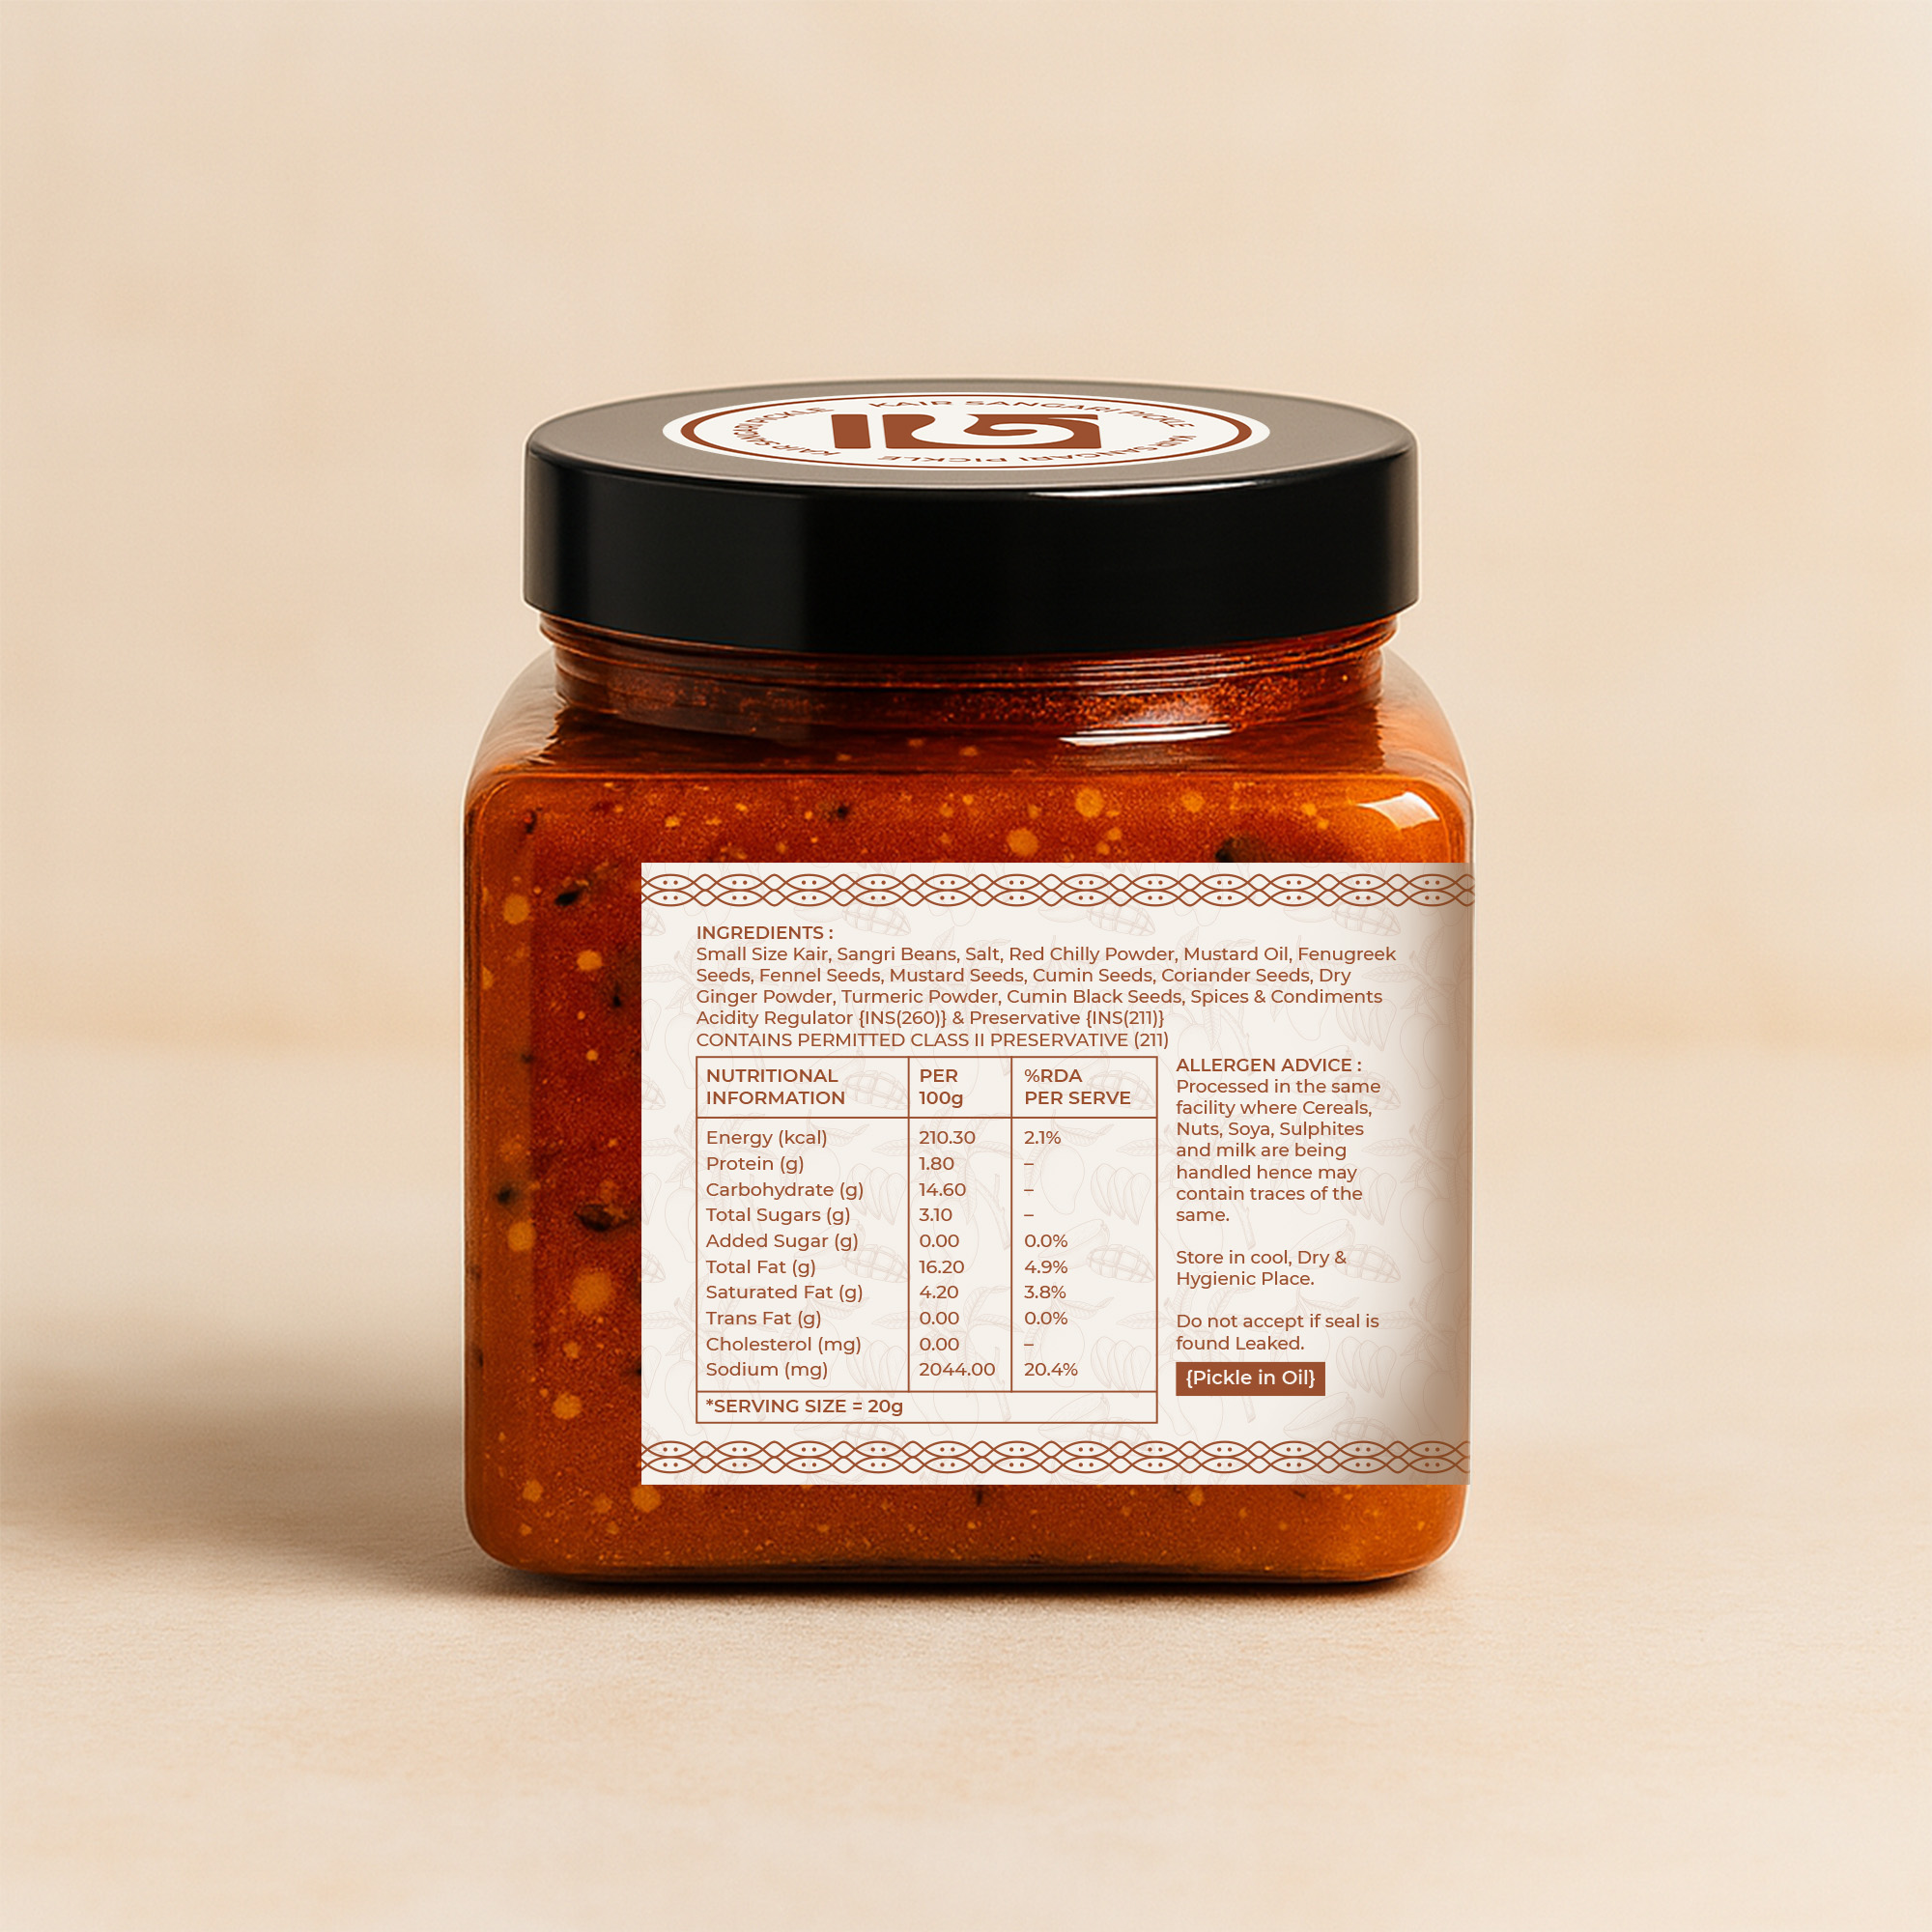 KAIR SANGARI PICKLE
KAIR SANGARI PICKLE
KAIR SANGARI PICKLE
INGREDIENTS :
Small Size Kair, Sangri Beans, Salt, Red Chilly Powder, Mustard Oil, Fenugreek
Seeds, Fennel Seeds, Mustard Seeds, Cumin Seeds, Coriander Seeds, Dry
Ginger Powder, Turmeric Powder, Cumin Black Seeds, Spices & Condiments
Acidity Regulator {INS(260)} & Preservative {INS(211)}
CONTAINS PERMITTED CLASS II PRESERVATIVE (211)
NUTRITIONAL INFORMATION PER 100g %RDA PER SERVE
Energy (kcal) 210.30 2.1%
Protein (g) 1.80 –
Carbohydrate (g) 14.60 –
Total Sugars (g) 3.10 –
Added Sugar (g) 0.00 0.0%
Total Fat (g) 16.20 4.9%
Saturated Fat (g) 4.20 3.8%
Trans Fat (g) 0.00 0.0%
Cholesterol (mg) 0.00 –
Sodium (mg) 2044.00 20.4%
*SERVING SIZE = 20g
ALLERGEN ADVICE :
Processed in the same
facility where Cereals,
Nuts, Soya, Sulphites
and milk are being
handled hence may
contain traces of the
same.
Store in cool, Dry &
Hygienic Place.
Do not accept if seal is
found Leaked.
{Pickle in Oil}